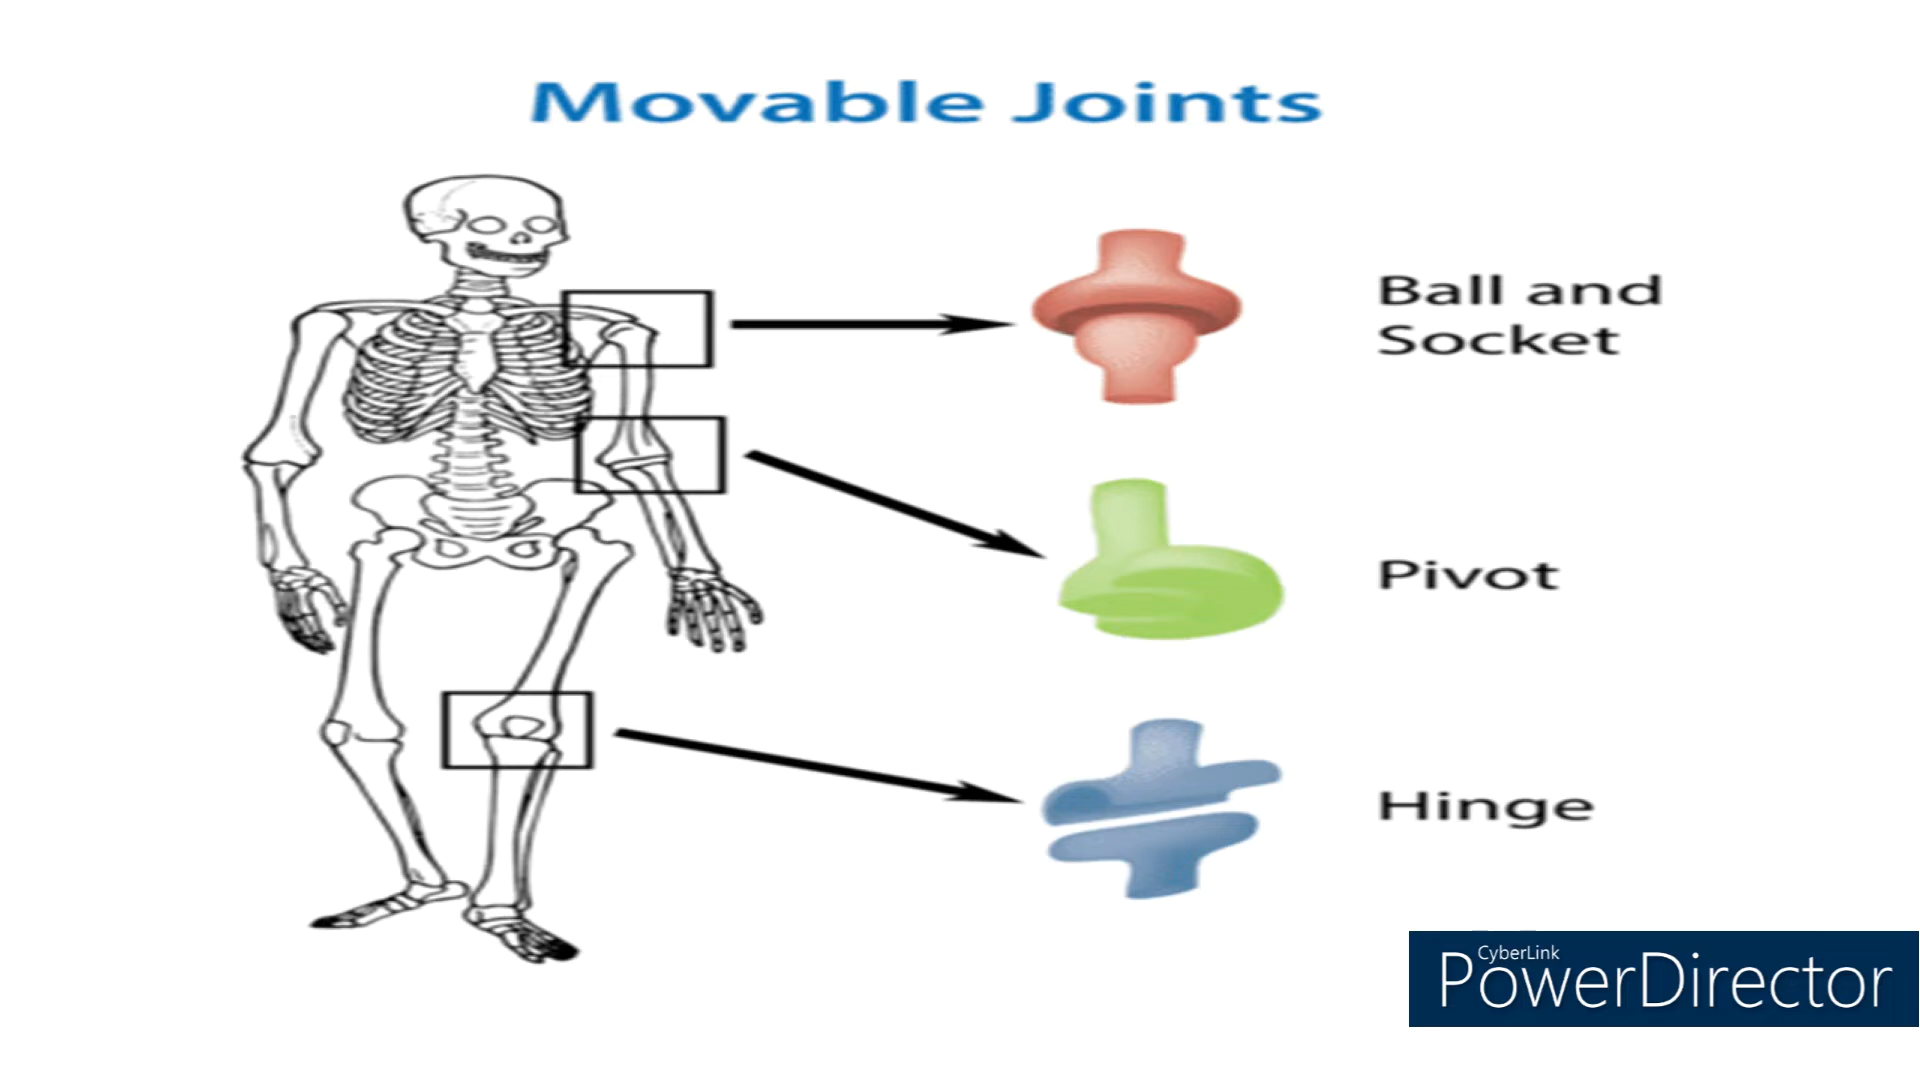 Movable Joints
Ball and
Socket
Pivot
Hinge
CyberLink
PowerDirector